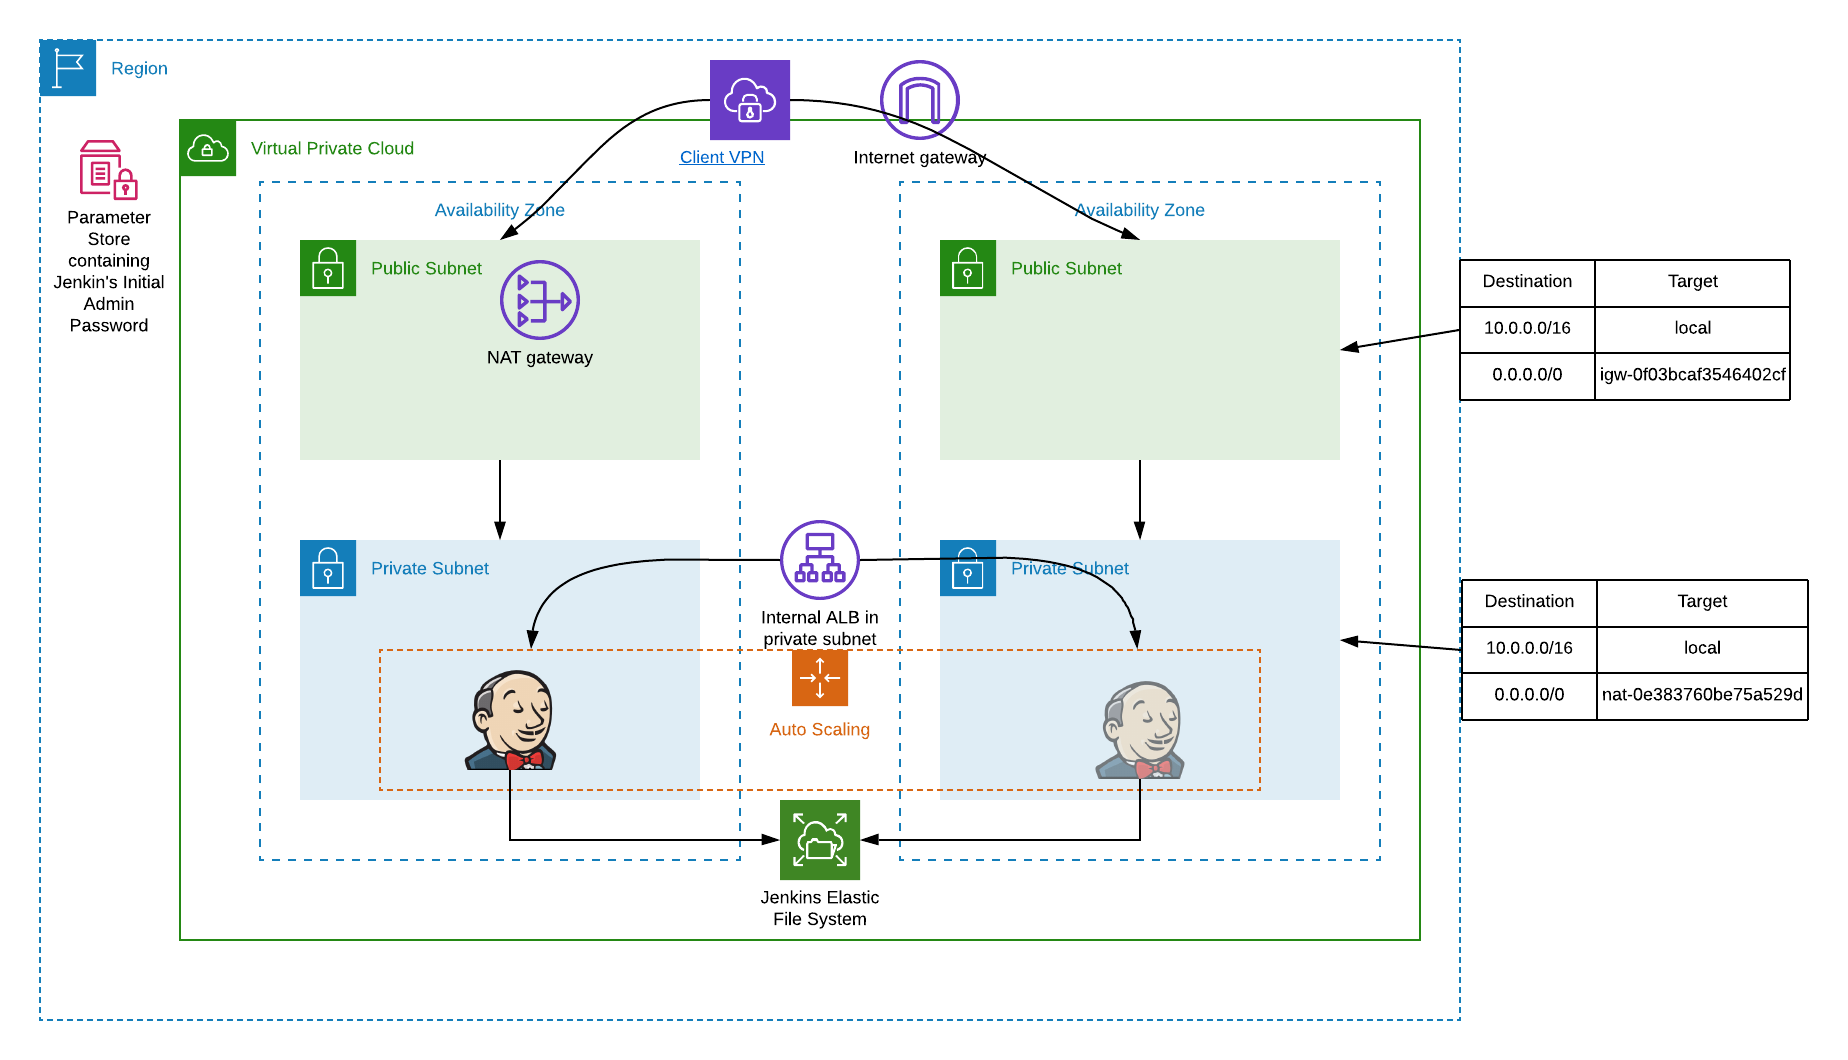 Region
Client VPN
Internet gateway
Virtual Private Cloud
Parameter
Store
containing
Jenkin's Initial
Admin
Password
Availability Zone
Availability Zone
Public Subnet
NAT gateway
Public Subnet
Destination Target
10.0.0.0/16 local
0.0.0.0/0 igw-0f03bcaf3546402cf
Private Subnet
Internal ALB in
private subnet
Private Subnet
Destination Target
10.0.0.0/16 local
0.0.0.0/0 nat-0e383760be75a529d
Auto Scaling
Jenkins Elastic
File System